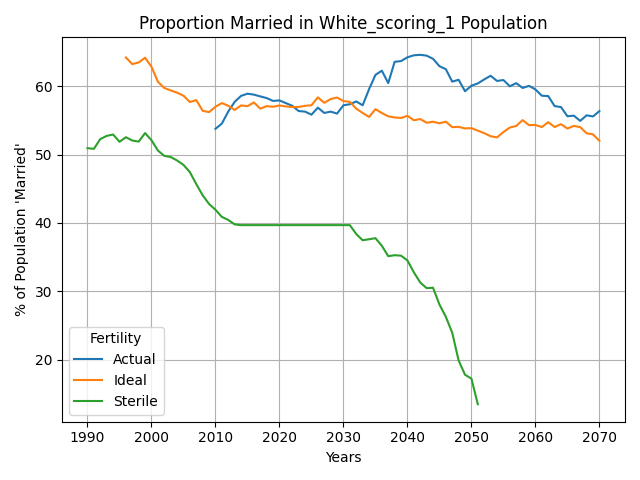 Proportion Married in White_scoring_1 Population
% of Population 'Married'
60
50
40
30
20
Fertility
Actual
Ideal
Sterile
1990 2000 2010 2020 2030 2040 2050 2060 2070
Years